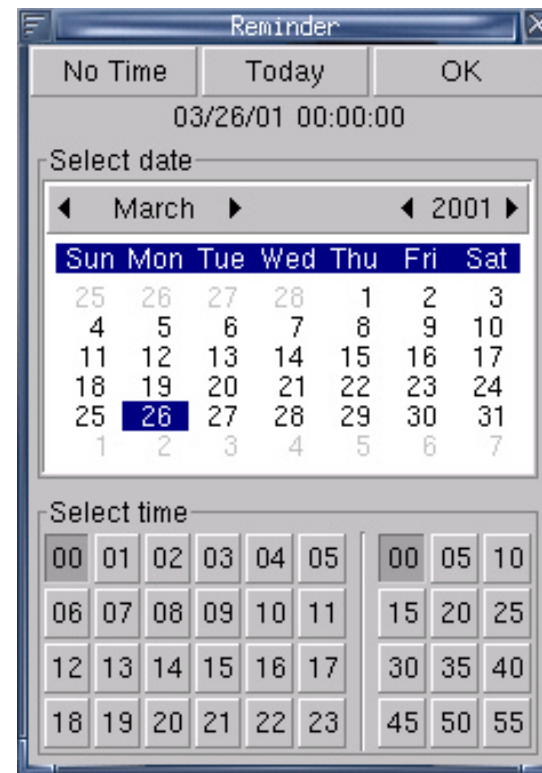 Reminder
No Time Today OK
03/26/01 00:00:00
Select date
March 2001
Sun Mon Tue Wed Thu Fri Sat
25 26 27 28 1 2 3
4 5 6 7 8 9 10
11 12 13 14 15 16 17
18 19 20 21 22 23 24
25 26 27 28 29 30 31
1 2 3 4 5 6 7
Select time
00 01 02 03 04 05 00 05 10
06 07 08 09 10 11 15 20 25
12 13 14 15 16 17 30 35 40
18 19 20 21 22 23 45 50 55